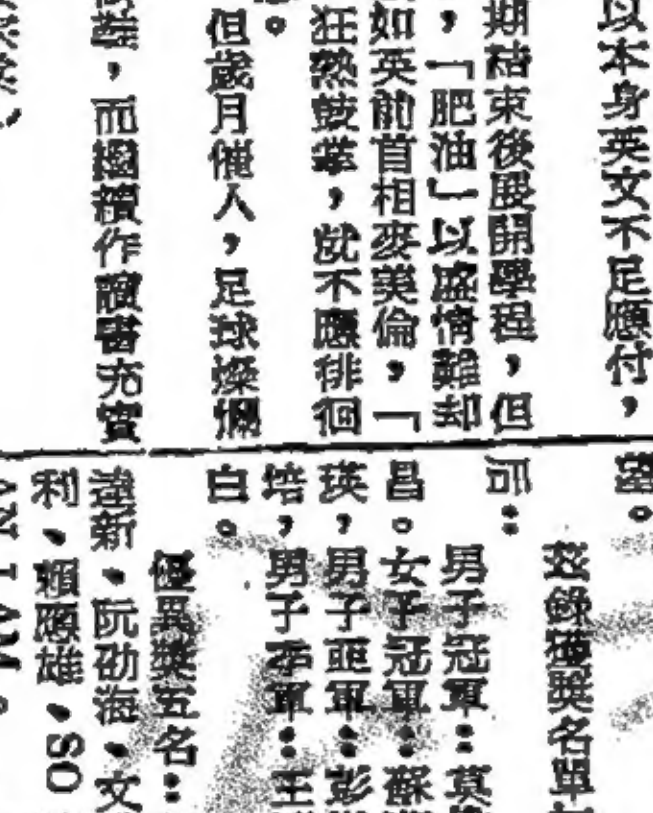 以本身英文不足應付，
期結束後展開學程，但
，「肥油」以盛情難却
如英前首相麥美倫，「
狂熱鼓掌，就不應徘徊
。
但歲月催人，足球燦爛
裝，而繼續作讀書充實
茲錄獲獎名單
：
男子冠軍：莫
昌。女子冠軍：蘇
瑛，男子亞軍：彭
培，男子季軍：王
白。
優異獎五名：
新、阮劭海、文
利、賴應雄、SO
AN LAM